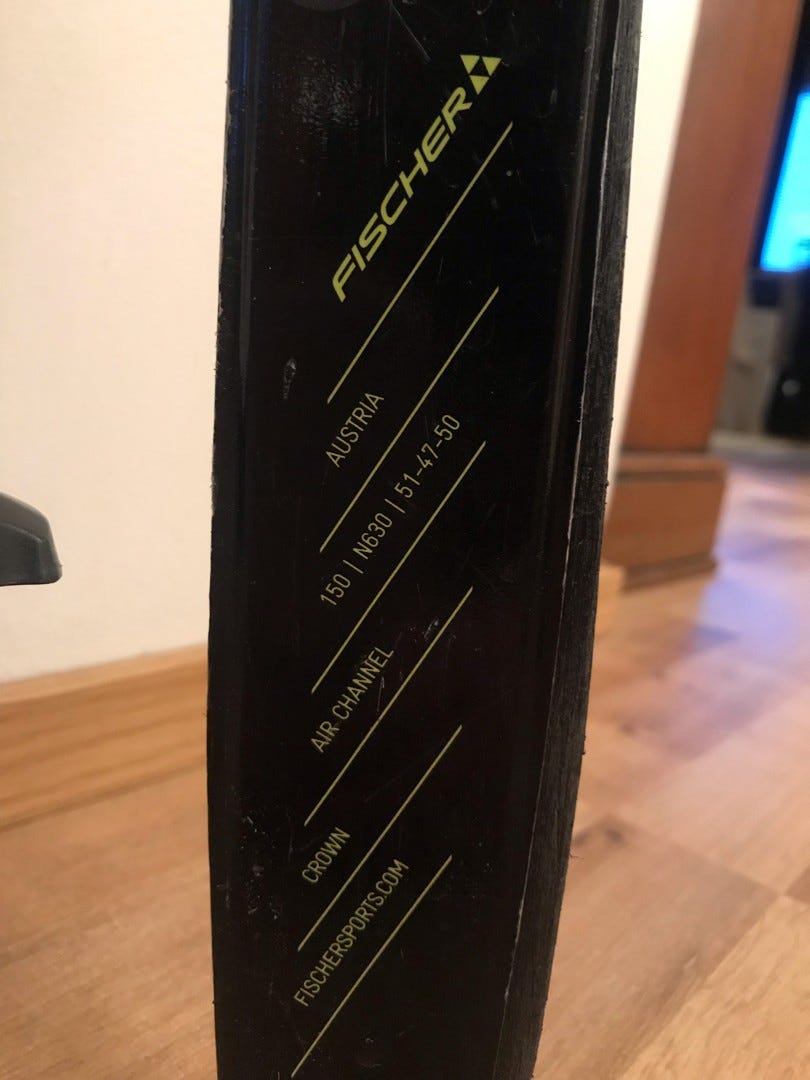 FISCHER
AUSTRIA
150 | N630 | 51-47-50
AIR CHANNEL
CROWN
FISCHERSPORTS.COM